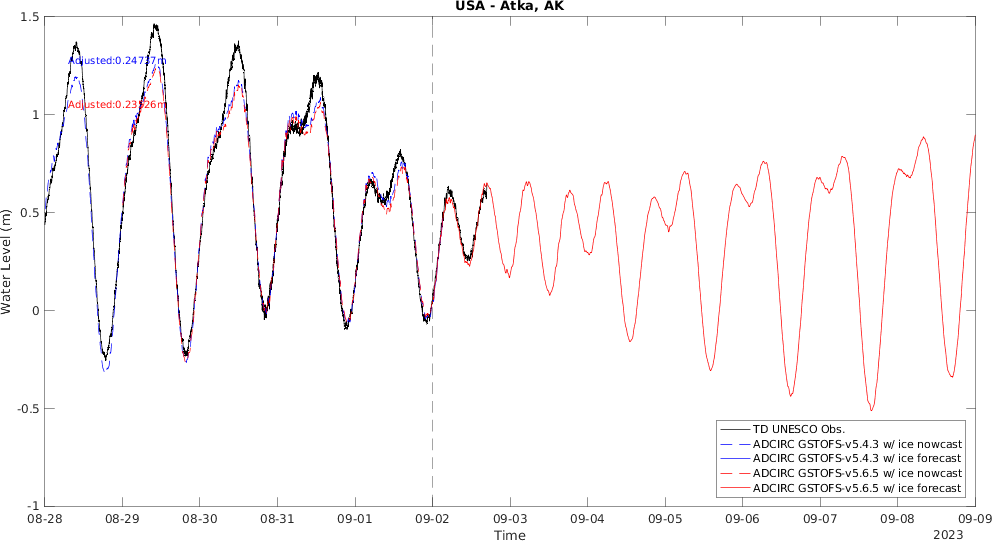 USA - Atka, AK
1.5
1
0.5
0
-0.5
-1
Water Level (m)
Adjusted:0.24737m
Adjusted:0.23526m
TD UNESCO Obs.
ADCIRC GSTOFS-v5.4.3 w/ ice nowcast
ADCIRC GSTOFS-v5.4.3 w/ ice forecast
ADCIRC GSTOFS-v5.6.5 w/ ice nowcast
ADCIRC GSTOFS-v5.6.5 w/ ice forecast
08-28 08-29 08-30 08-31 09-01 09-02 09-03 09-04 09-05 09-06 09-07 09-08 09-09
Time
2023